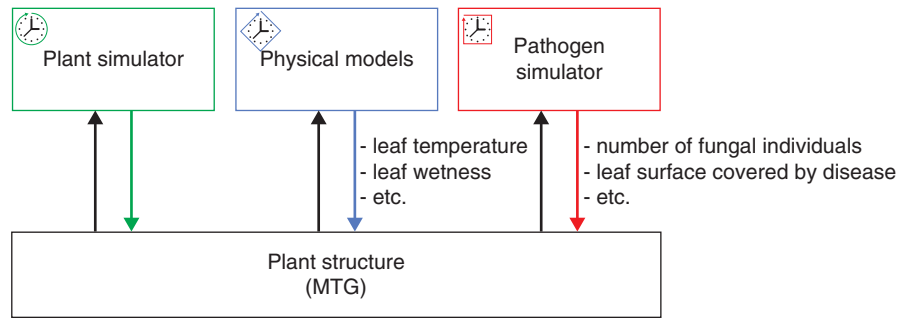 Plant simulator
Physical models
Pathogen
simulator
- leaf temperature
- leaf wetness
- etc.
- number of fungal individuals
- leaf surface covered by disease
- etc.
Plant structure
(MTG)